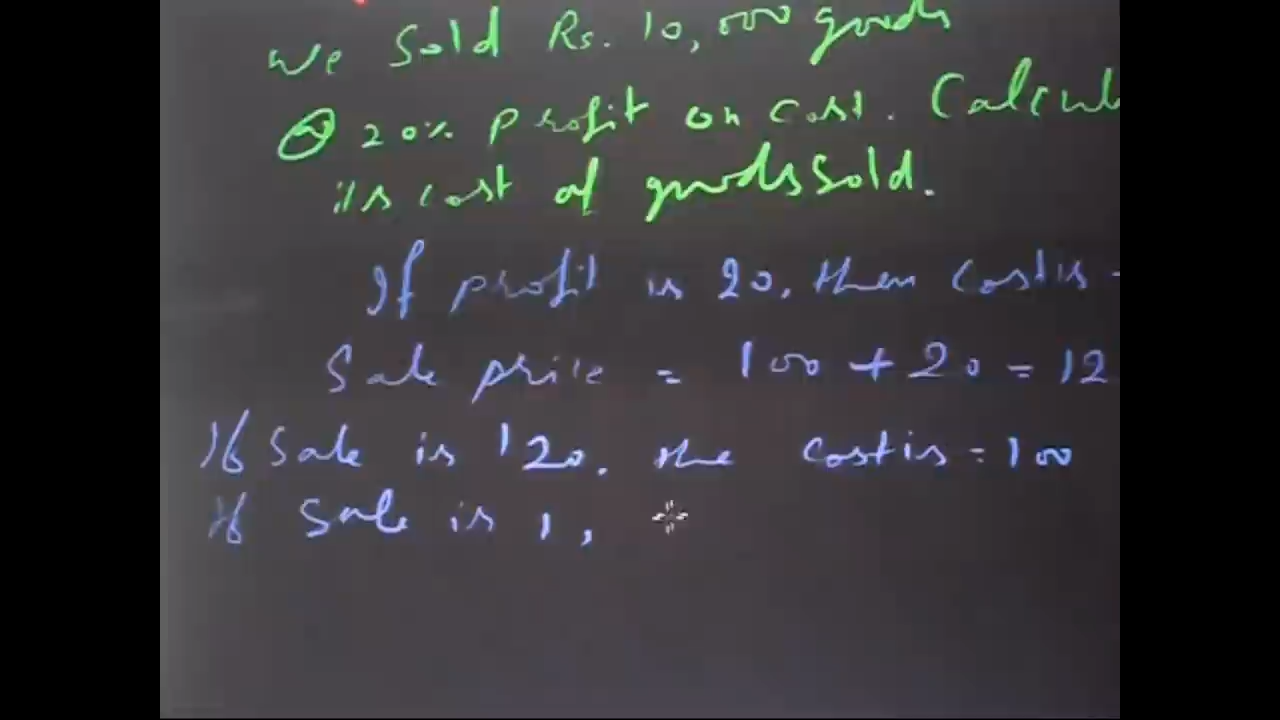 We Sold Rs. 10,000 goods
@ 20% profit on cost. Calcul
its cost of goods sold.
If profit is 20, then cost is -
Sale price = 100 + 20 = 12
If Sale is 120, the cost is = 100
If Sale is 1,